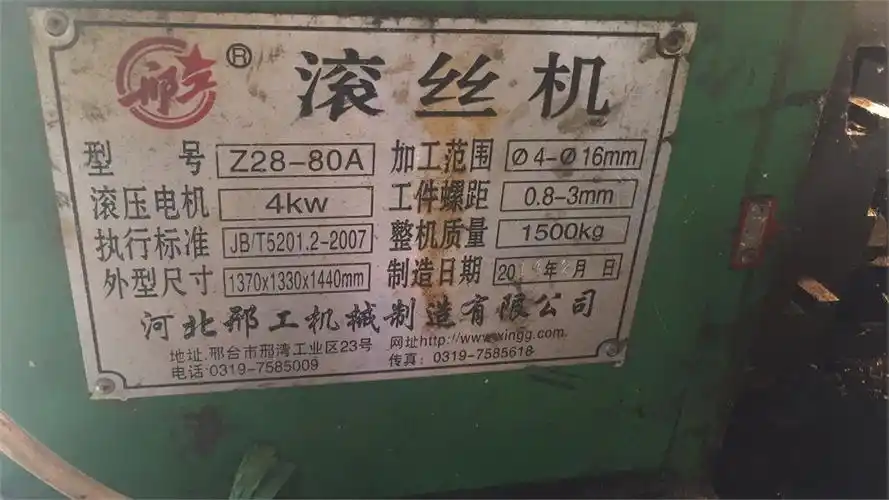 邢工® 滚丝机
型号 Z28-80A 加工范围 Ø4-Ø16mm
滚压电机 4kw 工件螺距 0.8-3mm
执行标准 JB/T5201.2-2007 整机质量 1500kg
外型尺寸 1370x1330x1440mm 制造日期 20 年 月 日
河北邢工机械制造有限公司
地址:邢台市邢湾工业区23号 网址http://www.xingg.com
电话:0319-7585009 传真:0319-7585618